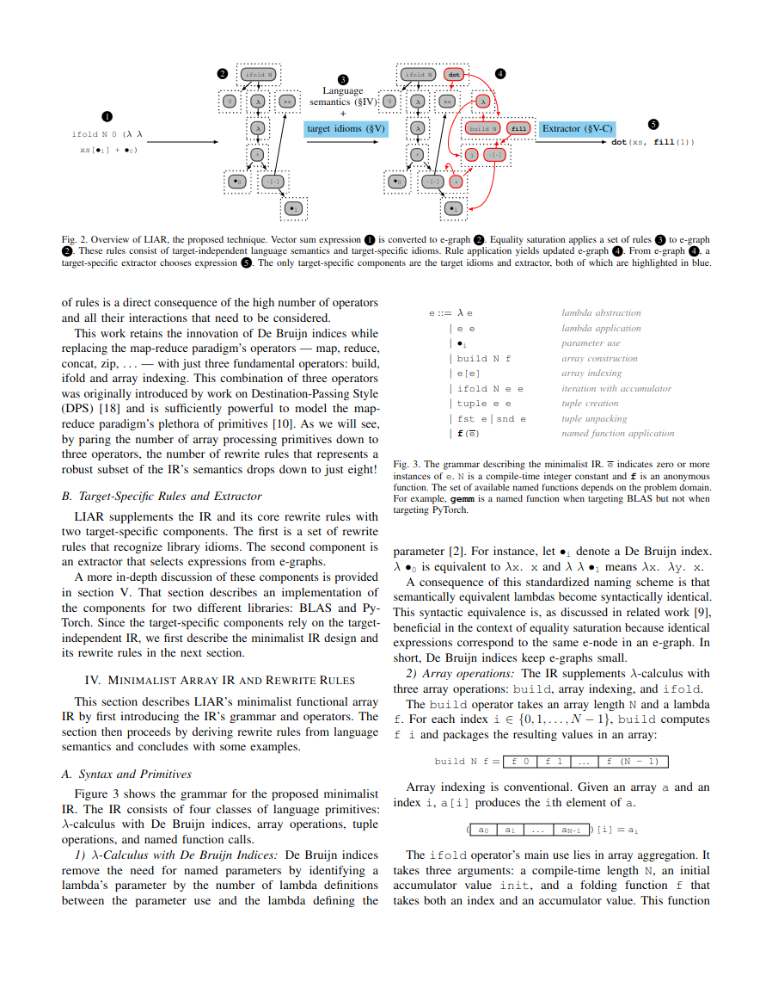 ❷ ifold N
0 λ xs
λ
+
•0 ·[·]
•1
❸
Language
semantics (§IV)
+
target idioms (§V)
❹ ifold N dot
0 λ xs λ
λ build N fill
+ 1 ·[·]
•0 ·[·] *
•1
❶
ifold N 0 (λ λ
xs[•1] + •0)
Extractor (§V-C)
❺
dot(xs, fill(1))
Fig. 2. Overview of LIAR, the proposed technique. Vector sum expression ❶ is converted to e-graph ❷. Equality saturation applies a set of rules ❸ to e-graph
❷. These rules consist of target-independent language semantics and target-specific idioms. Rule application yields updated e-graph ❹. From e-graph ❹, a
target-specific extractor chooses expression ❺. The only target-specific components are the target idioms and extractor, both of which are highlighted in blue.
of rules is a direct consequence of the high number of operators
and all their interactions that need to be considered.
This work retains the innovation of De Bruijn indices while
replacing the map-reduce paradigm's operators — map, reduce,
concat, zip, . . . — with just three fundamental operators: build,
ifold and array indexing. This combination of three operators
was originally introduced by work on Destination-Passing Style
(DPS) [18] and is sufficiently powerful to model the map-
reduce paradigm's plethora of primitives [10]. As we will see,
by paring the number of array processing primitives down to
three operators, the number of rewrite rules that represents a
robust subset of the IR's semantics drops down to just eight!
B. Target-Specific Rules and Extractor
LIAR supplements the IR and its core rewrite rules with
two target-specific components. The first is a set of rewrite
rules that recognize library idioms. The second component is
an extractor that selects expressions from e-graphs.
A more in-depth discussion of these components is provided
in section V. That section describes an implementation of
the components for two different libraries: BLAS and Py-
Torch. Since the target-specific components rely on the target-
independent IR, we first describe the minimalist IR design and
its rewrite rules in the next section.
IV. MINIMALIST ARRAY IR AND REWRITE RULES
This section describes LIAR's minimalist functional array
IR by first introducing the IR's grammar and operators. The
section then proceeds by deriving rewrite rules from language
semantics and concludes with some examples.
A. Syntax and Primitives
Figure 3 shows the grammar for the proposed minimalist
IR. The IR consists of four classes of language primitives:
λ-calculus with De Bruijn indices, array operations, tuple
operations, and named function calls.
1) λ-Calculus with De Bruijn Indices: De Bruijn indices
remove the need for named parameters by identifying a
lambda's parameter by the number of lambda definitions
between the parameter use and the lambda defining the
e ::= λ e lambda abstraction
| e e lambda application
| •i parameter use
| build N f array construction
| e[e] array indexing
| ifold N e e iteration with accumulator
| tuple e e tuple creation
| fst e | snd e tuple unpacking
| f(e̅) named function application
Fig. 3. The grammar describing the minimalist IR. e̅ indicates zero or more
instances of e. N is a compile-time integer constant and f is an anonymous
function. The set of available named functions depends on the problem domain.
For example, gemm is a named function when targeting BLAS but not when
targeting PyTorch.
parameter [2]. For instance, let •i denote a De Bruijn index.
λ •0 is equivalent to λx. x and λ λ •1 means λx. λy. x.
A consequence of this standardized naming scheme is that
semantically equivalent lambdas become syntactically identical.
This syntactic equivalence is, as discussed in related work [9],
beneficial in the context of equality saturation because identical
expressions correspond to the same e-node in an e-graph. In
short, De Bruijn indices keep e-graphs small.
2) Array operations: The IR supplements λ-calculus with
three array operations: build, array indexing, and ifold.
The build operator takes an array length N and a lambda
f. For each index i ∈ {0, 1, . . . , N − 1}, build computes
f i and packages the resulting values in an array:
build N f = f 0 f 1 ... f (N - 1)
Array indexing is conventional. Given an array a and an
index i, a[i] produces the ith element of a.
( a0 a1 ... aN-1 )[i] = ai
The ifold operator's main use lies in array aggregation. It
takes three arguments: a compile-time length N, an initial
accumulator value init, and a folding function f that
takes both an index and an accumulator value. This function